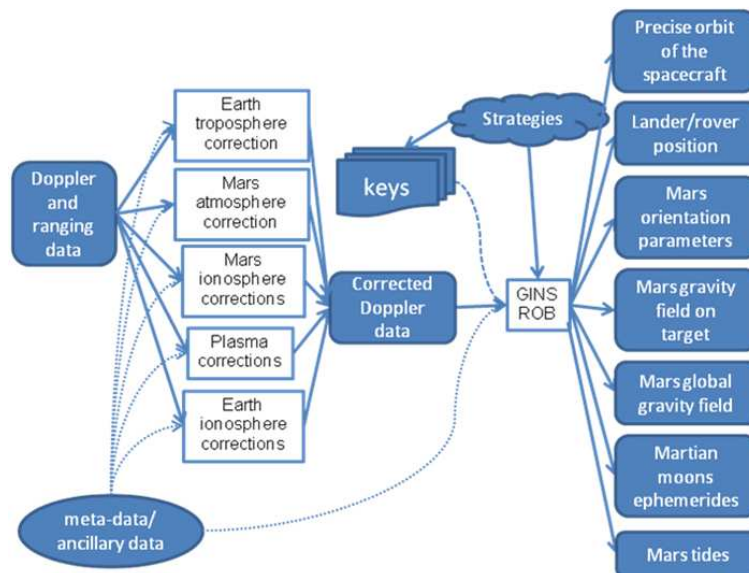 Doppler
and
ranging
data
Earth
troposphere
correction
Mars
atmosphere
correction
Mars
ionosphere
corrections
Plasma
corrections
Earth
ionosphere
corrections
meta-data/
ancillary data
Strategies
keys
Corrected
Doppler
data
GINS
ROB
Precise orbit
of the
spacecraft
Lander/rover
position
Mars
orientation
parameters
Mars gravity
field on
target
Mars global
gravity field
Martian
moons
ephemerides
Mars tides